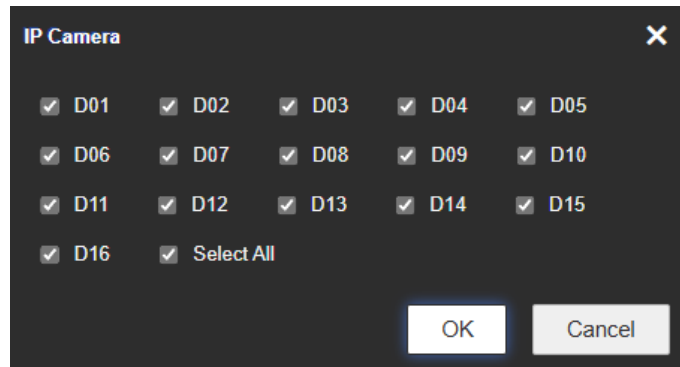 IP Camera
D01 D02 D03 D04 D05
D06 D07 D08 D09 D10
D11 D12 D13 D14 D15
D16 Select All
OK Cancel